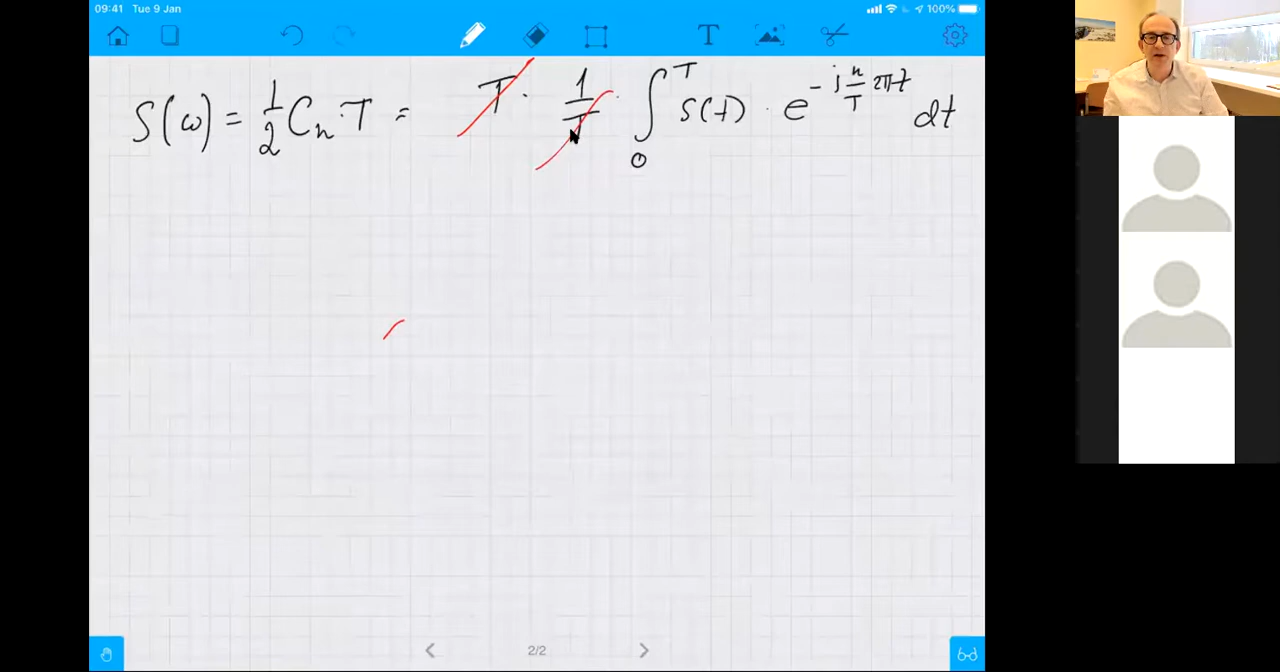 09:41 Tue 9 Jan 100%
T
S(ω) = 1/2 Cₙ · T = T · 1/T · ∫₀ᵀ s(t) · e^(-j n/T 2πt) dt
2/2